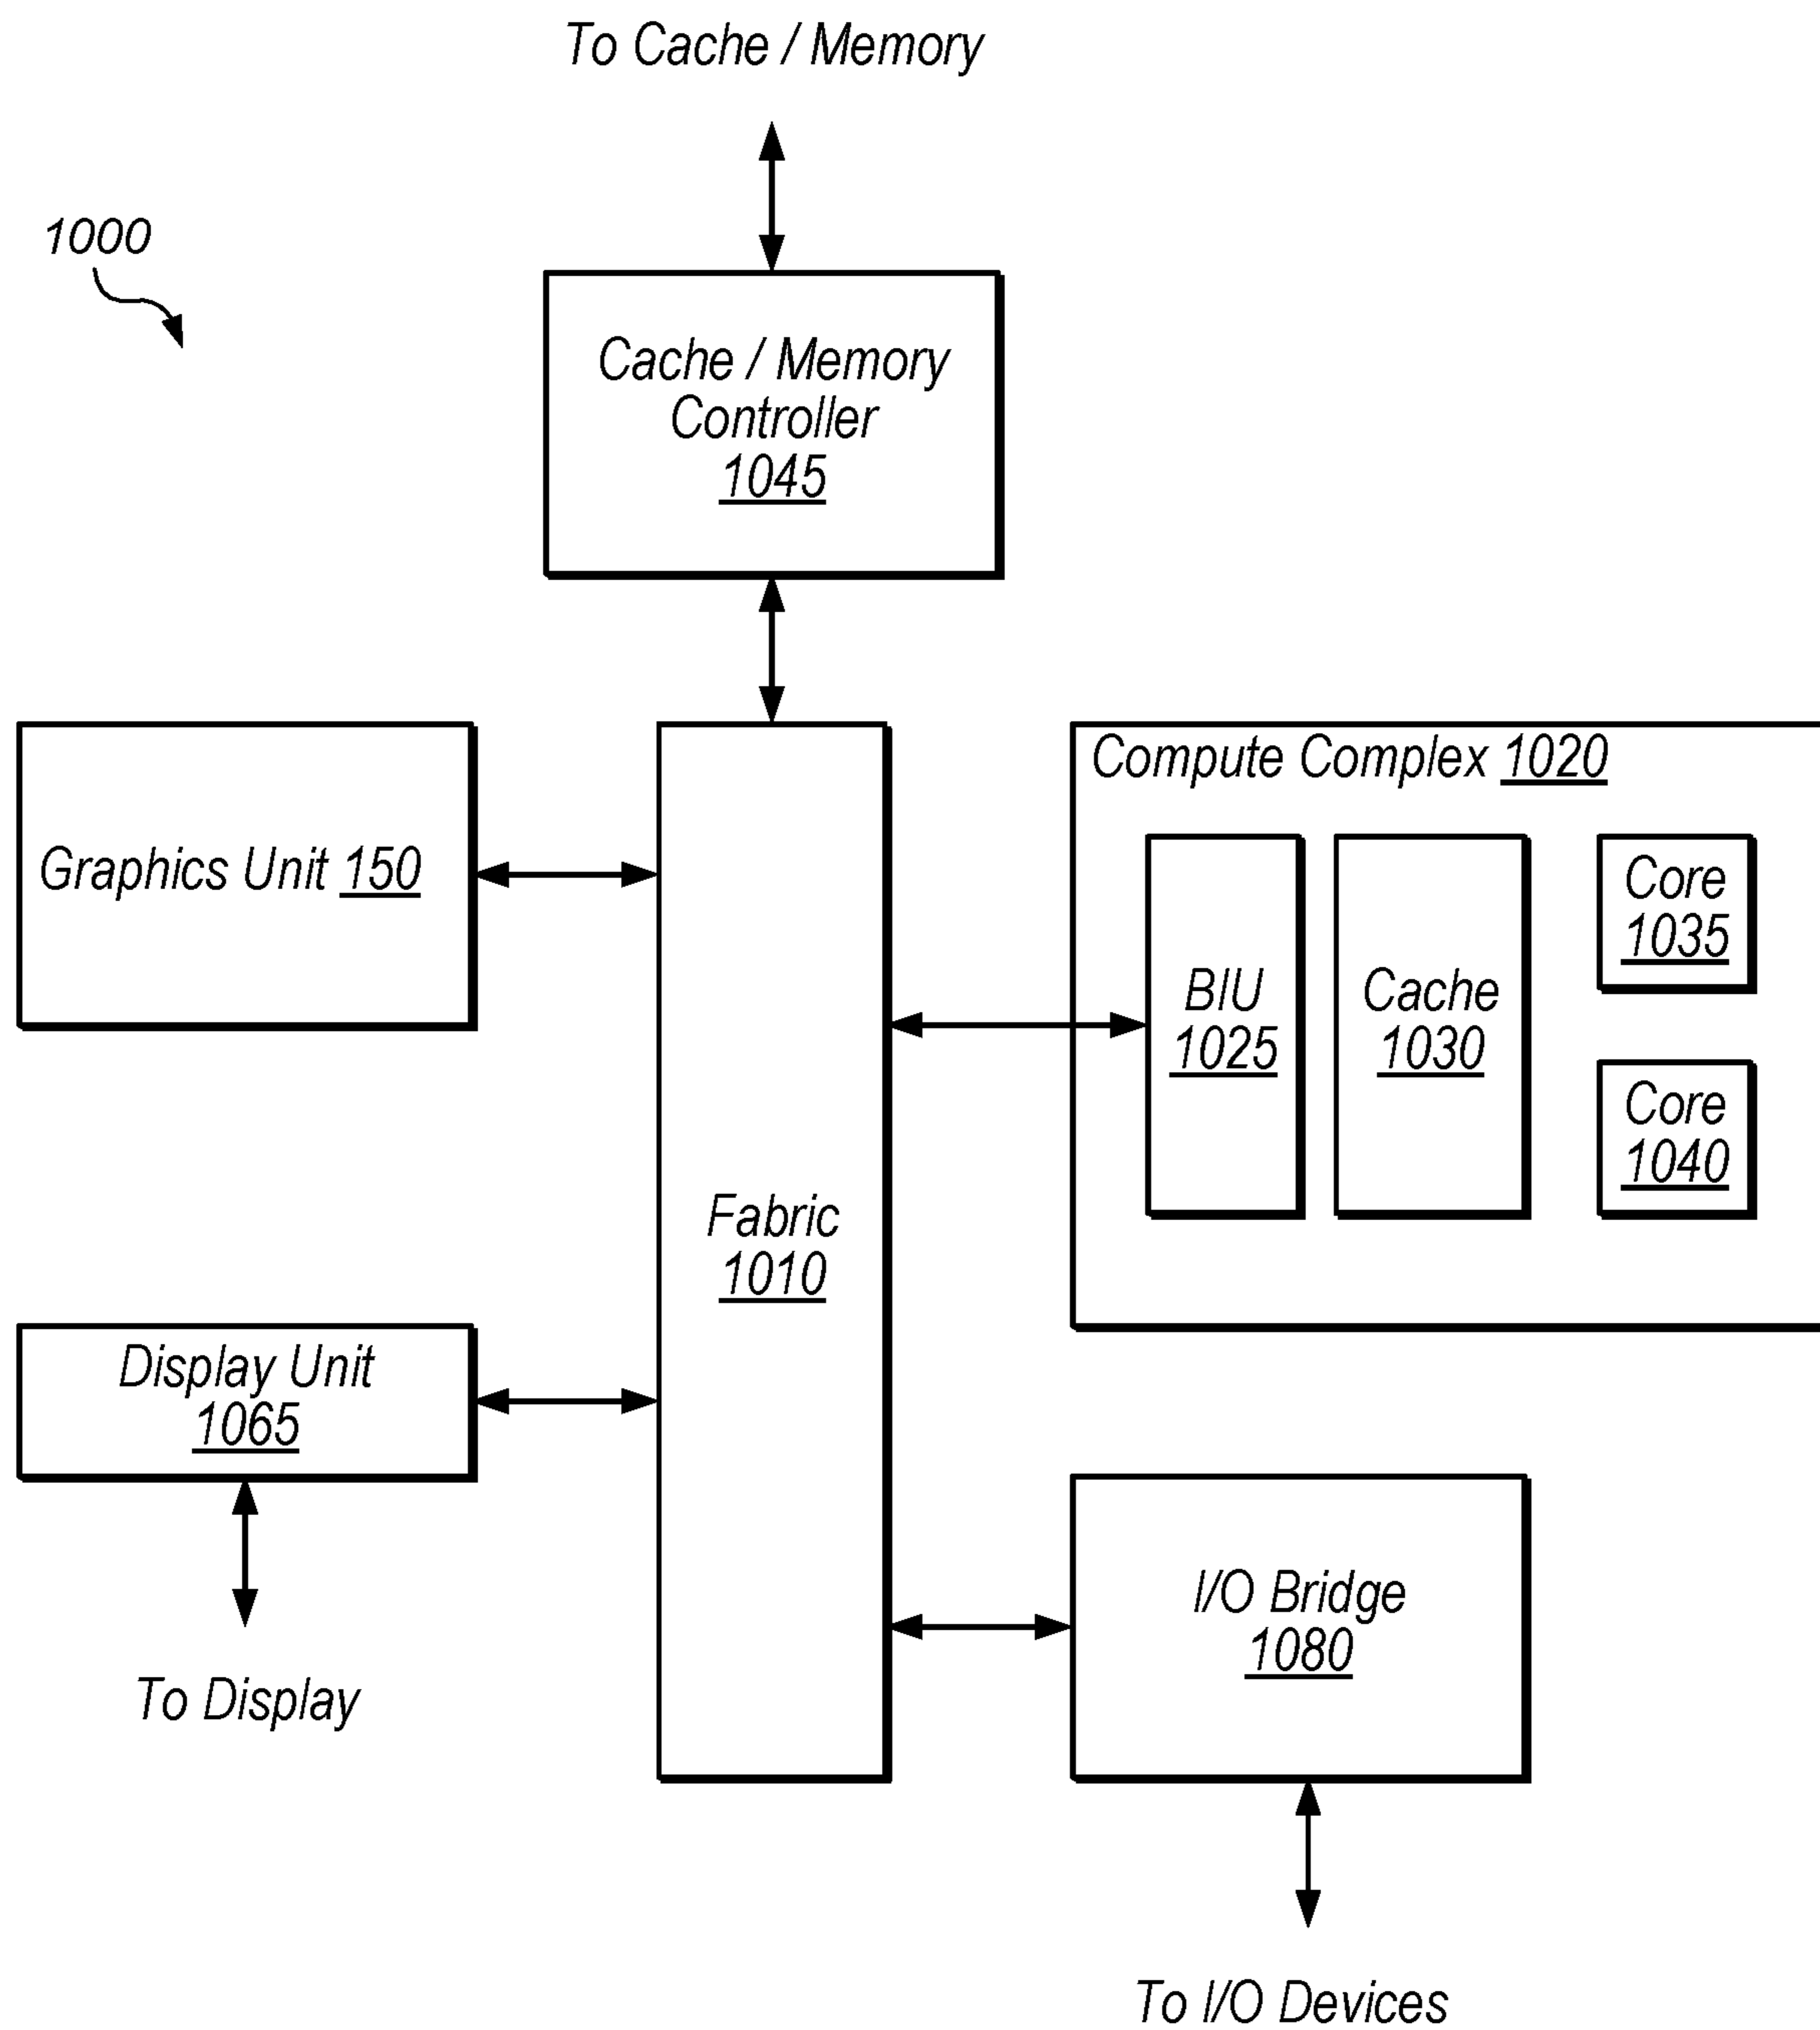 To Cache / Memory
1000
Cache / Memory
Controller
1045
Graphics Unit 150
Compute Complex 1020
BIU
1025
Cache
1030
Core
1035
Core
1040
Fabric
1010
Display Unit
1065
To Display
I/O Bridge
1080
To I/O Devices